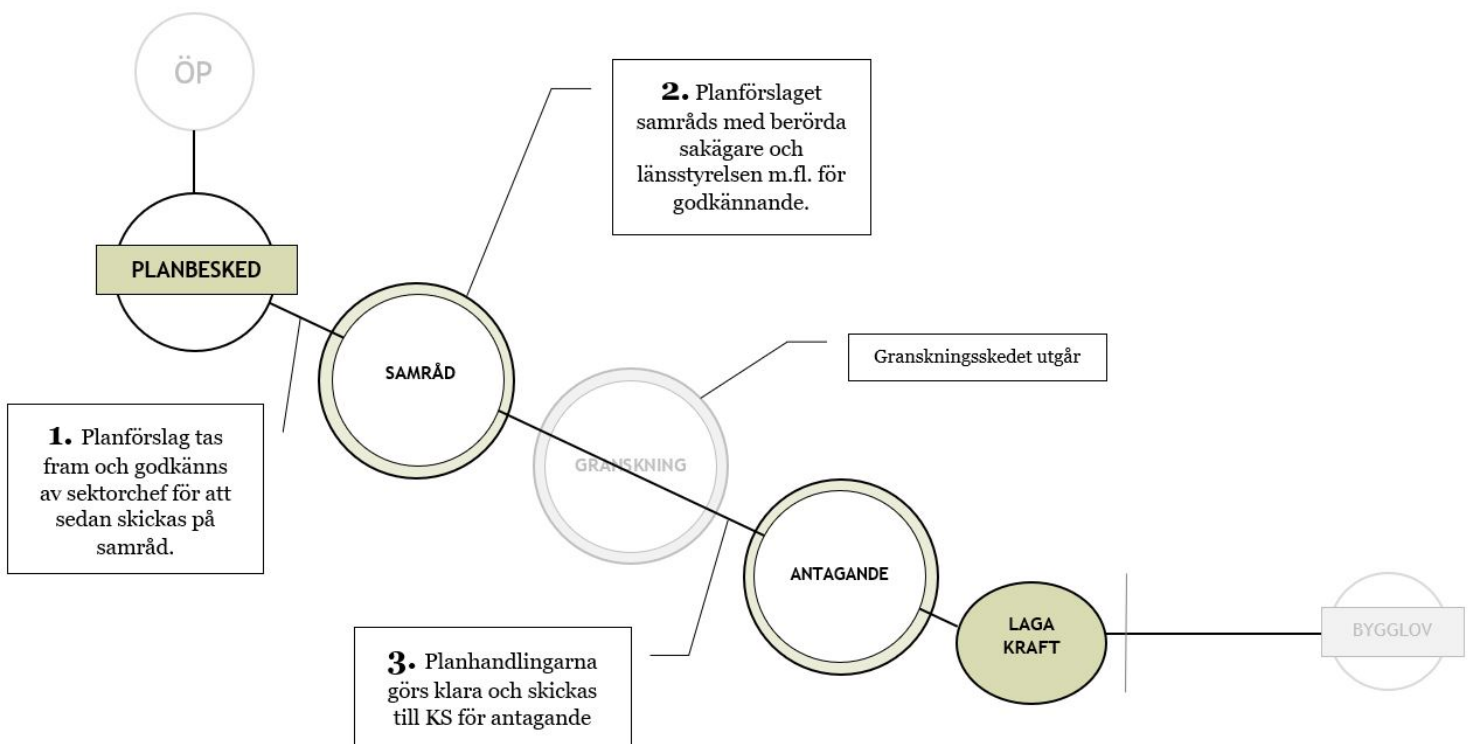 ÖP
PLANBESKED
2. Planförslaget
samråds med berörda
sakägare och
länsstyrelsen m.fl. för
godkännande.
SAMRÅD
Granskningsskedet utgår
1. Planförslag tas
fram och godkänns
av sektorchef för att
sedan skickas på
samråd.
GRANSKNING
ANTAGANDE
LAGA
KRAFT
BYGGLOV
3. Planhandlingarna
görs klara och skickas
till KS för antagande